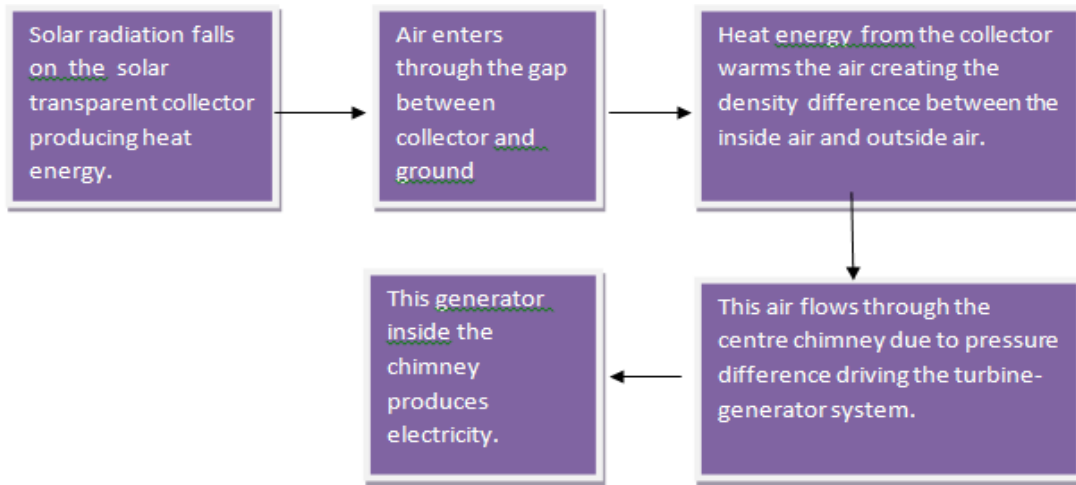 Solar radiation falls
on the solar
transparent collector
producing heat
energy.
Air enters
through the gap
between
collector and
ground
Heat energy from the collector
warms the air creating the
density difference between the
inside air and outside air.
This air flows through the
centre chimney due to pressure
difference driving the turbine-
generator system.
This generator
inside the
chimney
produces
electricity.